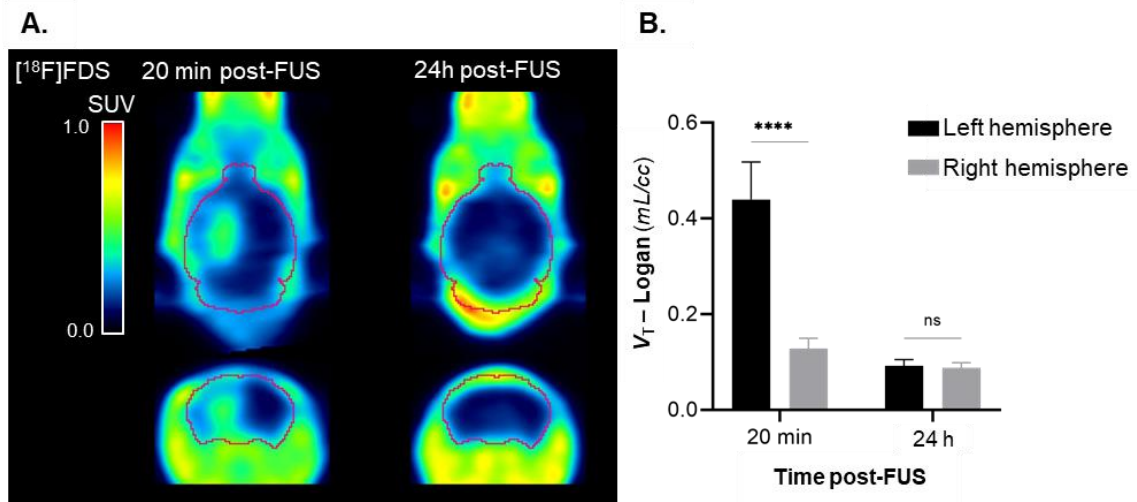 A.
[¹⁸F]FDS 20 min post-FUS 24h post-FUS
SUV
1.0
0.0
B.
Left hemisphere
Right hemisphere
V_T – Logan (mL/cc)
0.6
0.4
0.2
0.0
****
ns
20 min 24 h
Time post-FUS